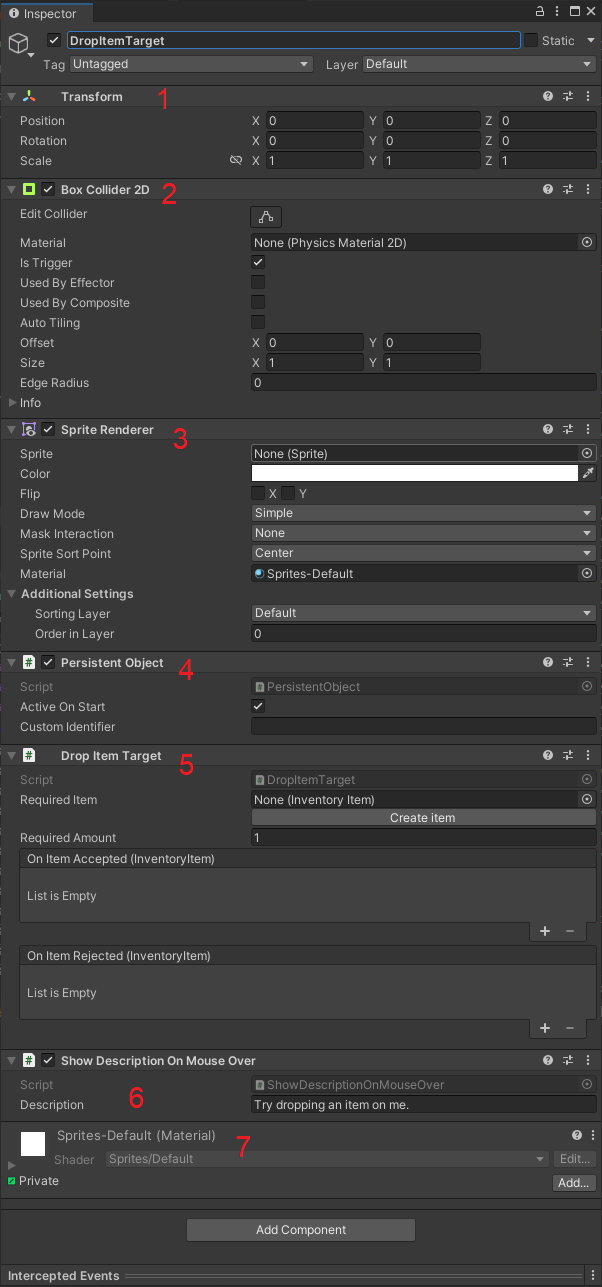 Inspector
DropItemTarget
Static
Tag Untagged Layer Default
Transform 1
Position X 0 Y 0 Z 0
Rotation X 0 Y 0 Z 0
Scale X 1 Y 1 Z 1
Box Collider 2D 2
Edit Collider
Material None (Physics Material 2D)
Is Trigger
Used By Effector
Used By Composite
Auto Tiling
Offset X 0 Y 0
Size X 1 Y 1
Edge Radius 0
Info
Sprite Renderer 3
Sprite None (Sprite)
Color
Flip X Y
Draw Mode Simple
Mask Interaction None
Sprite Sort Point Center
Material Sprites-Default
Additional Settings
Sorting Layer Default
Order in Layer 0
# Persistent Object 4
Script # PersistentObject
Active On Start
Custom Identifier
# Drop Item Target 5
Script # DropItemTarget
Required Item None (Inventory Item)
Create item
Required Amount 1
On Item Accepted (InventoryItem)
List is Empty
+ −
On Item Rejected (InventoryItem)
List is Empty
+ −
# Show Description On Mouse Over
Script # ShowDescriptionOnMouseOver
Description 6 Try dropping an item on me.
Sprites-Default (Material) 7
Shader Sprites/Default Edit...
Private
Add...
Add Component
Intercepted Events